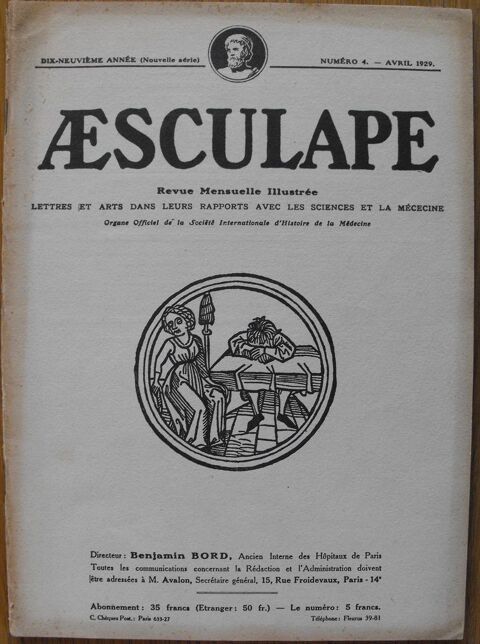 DIX-NEUVIÈME ANNÉE (Nouvelle série)
NUMÉRO 4. — AVRIL 1929.
ÆSCULAPE
Revue Mensuelle Illustrée
LETTRES ET ARTS DANS LEURS RAPPORTS AVEC LES SCIENCES ET LA MÉCECINE
Organe Officiel de la Société Internationale d'Histoire de la Médecine
Directeur : Benjamin BORD, Ancien Interne des Hôpitaux de Paris
Toutes les communications concernant la Rédaction et l'Administration doivent
être adressées à M. Avalon, Secrétaire général, 15, Rue Froidevaux, Paris - 14ᵉ
Abonnement : 35 francs (Etranger : 50 fr.) — Le numéro : 5 francs.
C. Chèques Post. : Paris 633-27
Téléphone : Fleurus 39-81